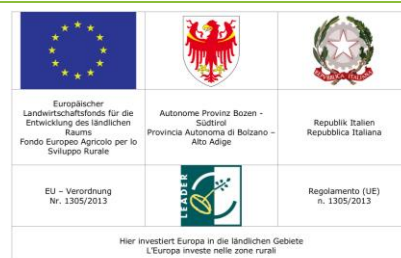 Europäischer
Landwirtschaftsfonds für die
Entwicklung des ländlichen
Raums
Fondo Europeo Agricolo per lo
Sviluppo Rurale
Autonome Provinz Bozen -
Südtirol
Provincia Autonoma di Bolzano –
Alto Adige
Republik Italien
Repubblica Italiana
EU – Verordnung
Nr. 1305/2013
LEADER
Regolamento (UE)
n. 1305/2013
Hier investiert Europa in die ländlichen Gebiete
L'Europa investe nelle zone rurali